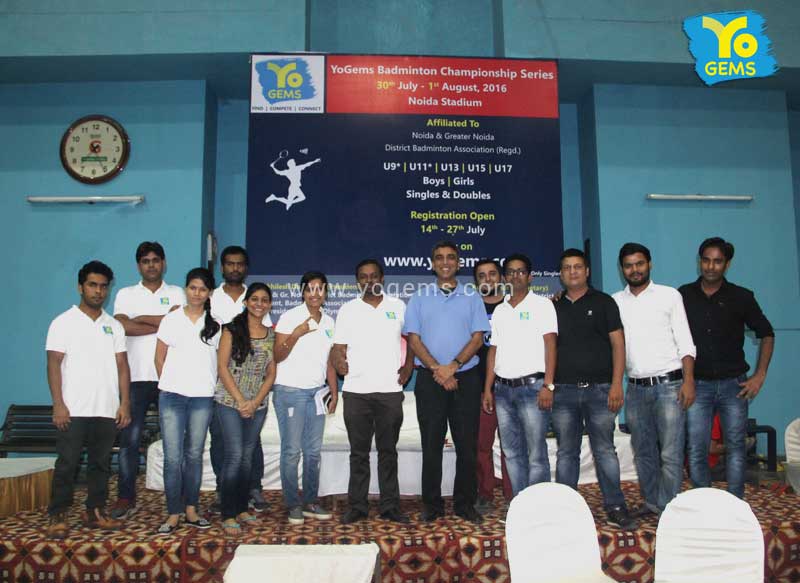 Yo
GEMS
Yo
GEMS
FIND | COMPETE | CONNECT
YoGems Badminton Championship Series
30th July - 1st August, 2016
Noida Stadium
Affiliated To
Noida & Greater Noida
District Badminton Association (Regd.)
U9* | U11* | U13 | U15 | U17
Boys | Girls
Singles & Doubles
Registration Open
14th - 27th July
on
Only
www.yogems.com